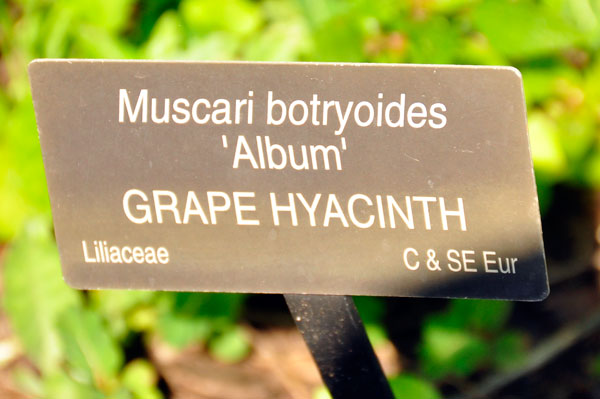 Muscari botryoides
'Album'
GRAPE HYACINTH
Liliaceae C & SE Eur